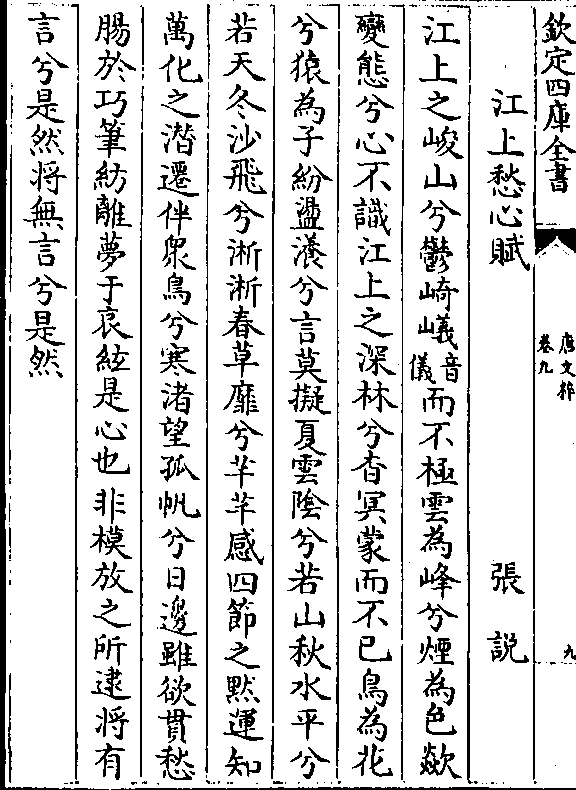 欽定四庫全書
唐文粹
卷九
九
江上愁心賦
張說
江上之峻山兮鬱崎嶬音儀而不極雲為峰兮煙為色歘
變態兮心不識江上之深林兮杳冥蒙而不已鳥為花
兮猿為子紛盪漾兮言莫擬夏雲陰兮若山秋水平兮
若天冬沙飛兮淅淅春草靡兮芊芊感四節之黙運知
萬化之潛遷伴衆鳥兮寒渚望孤帆兮日邊雖欲貫愁
腸於巧筆紡離夢于哀絃是心也非模放之所逮將有
言兮是然將無言兮是然